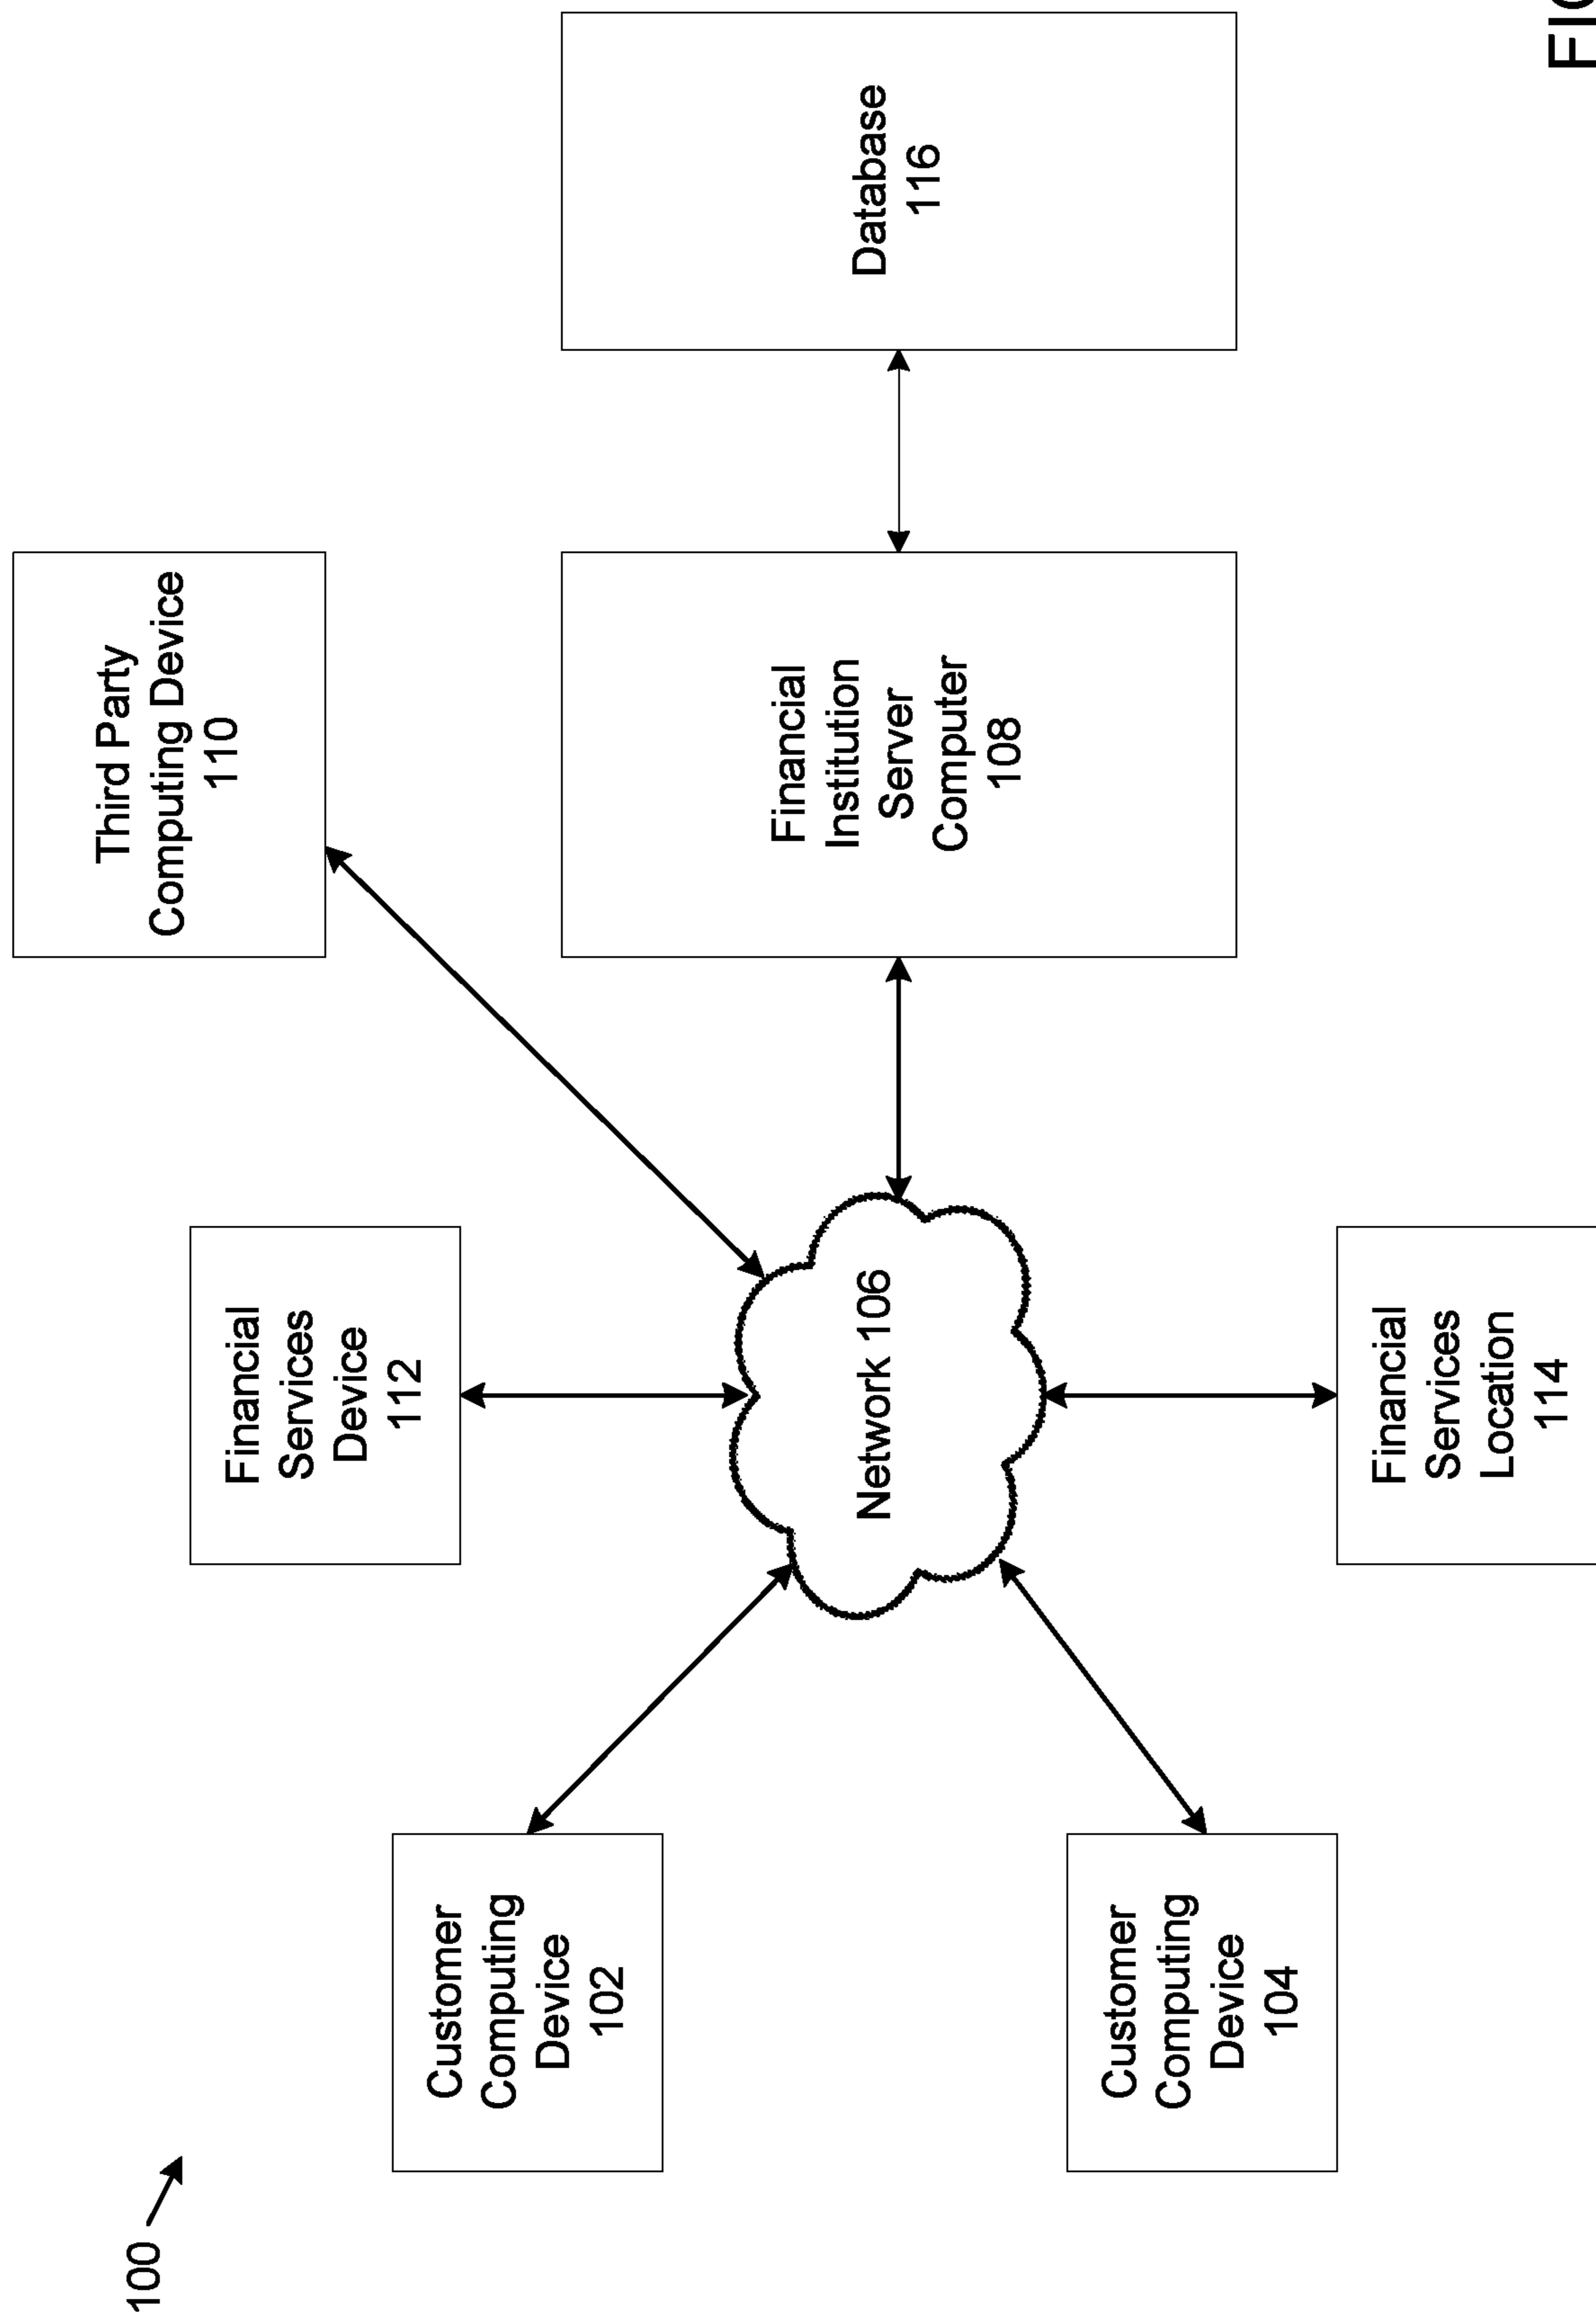 100
Third Party
Computing Device
110
Financial
Services
Device
112
Customer
Computing
Device
102
Network 106
Financial
Institution
Server
Computer
108
Database
116
Customer
Computing
Device
104
Financial
Services
Location
114